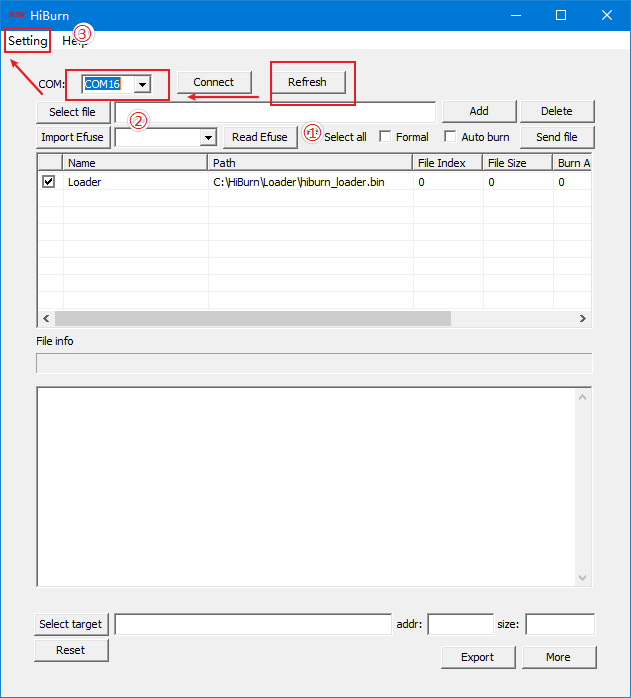 HiBurn
Setting Help ③
COM: COM16 Connect Refresh
Select file Add Delete
②
Import Efuse Read Efuse ① Select all Formal Auto burn Send file
Name Path File Index File Size Burn A
Loader C:\HiBurn\Loader\hiburn_loader.bin 0 0 0
File info
Select target addr: size:
Reset
Export More